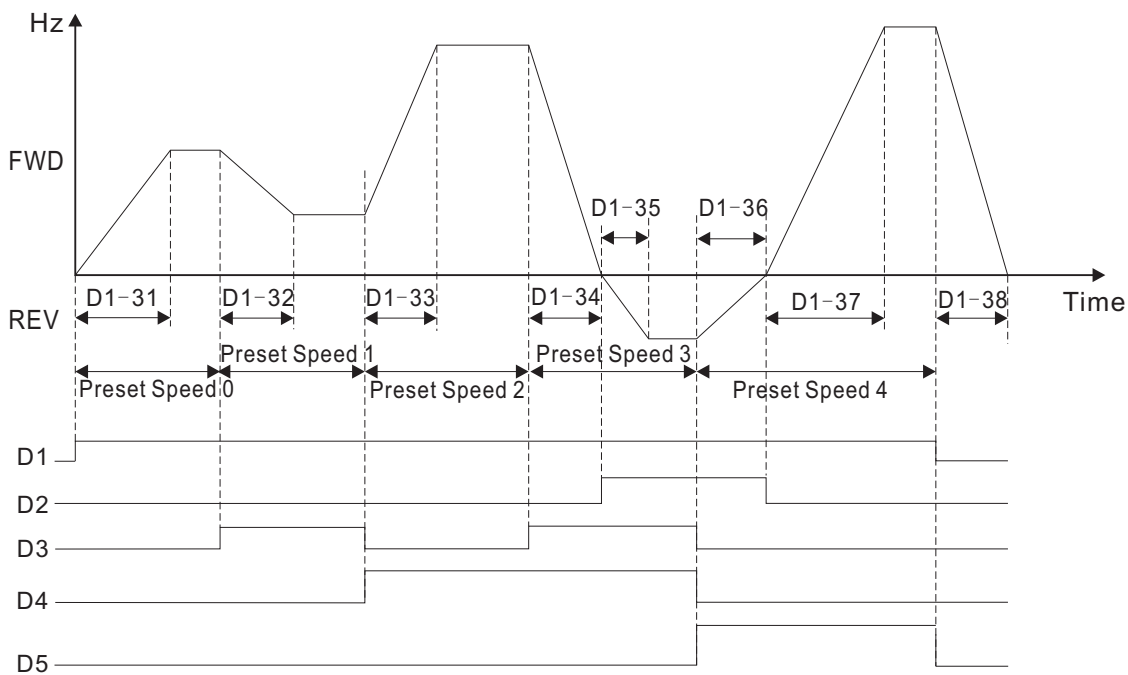 Hz
FWD
D1-35
D1-36
REV
D1-31
D1-32
D1-33
D1-34
D1-37
D1-38
Time
Preset Speed 0
Preset Speed 1
Preset Speed 2
Preset Speed 3
Preset Speed 4
D1
D2
D3
D4
D5